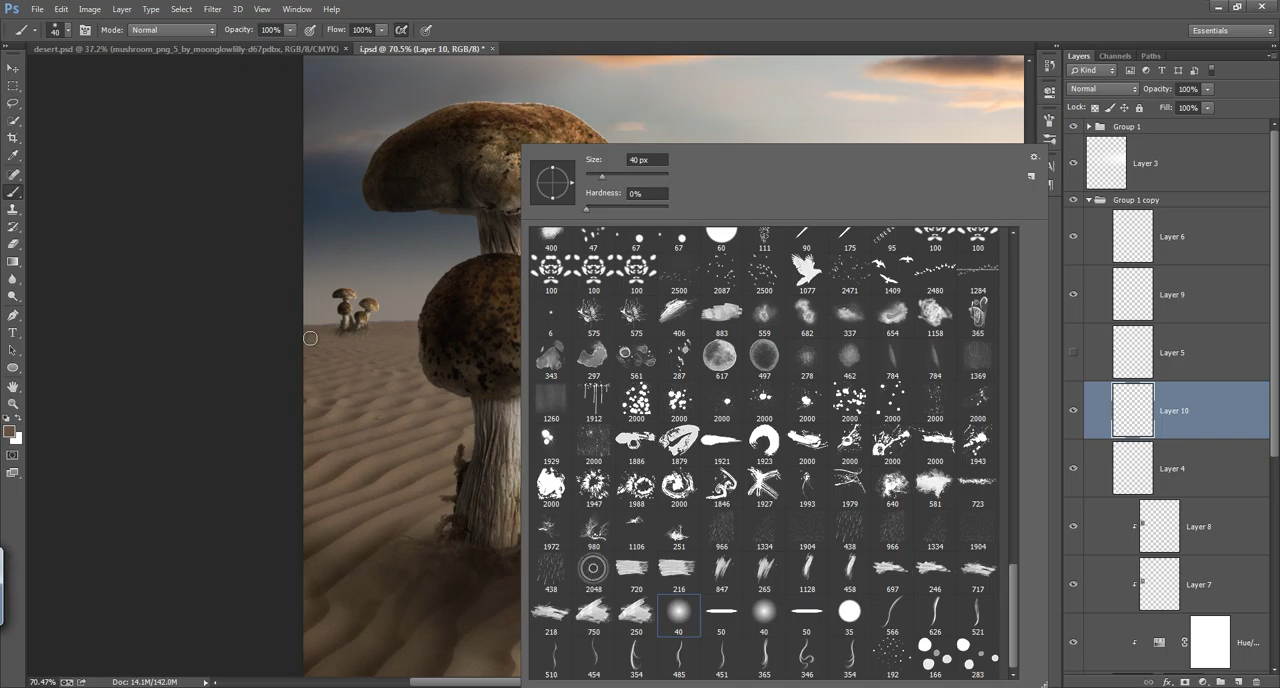 Ps File Edit Image Layer Type Select Filter 3D View Window Help
40 Mode: Normal Opacity: 100% Flow: 100% Essentials
desert.psd @ 37.2% (mushroom_png_5_by_moonglowlilly-d67pdbx, RGB/8/CMYK) × i.psd @ 70.5% (Layer 10, RGB/8) * ×
Layers Channels Paths
Kind
Normal Opacity: 100%
Lock: Fill: 100%
Group 1
Layer 3
Group 1 copy
Layer 6
Layer 9
Layer 5
Layer 10
Layer 4
Layer 8
Layer 7
Hue/...
Size: 40 px
Hardness: 0%
400 47 67 67 60 111 90 175 95 100 100
100 100 100 2500 2087 2500 1077 2471 1409 2480 1284
6 575 575 406 883 559 682 337 654 1158 365
343 297 561 287 617 497 278 462 784 784 1369
1260 1912 2000 2000 2000 2000 2000 2000 2000 2000 2000
1929 2000 1886 1879 1921 1923 2000 2000 2000 2000 1943
2000 1947 1988 2000 1846 1927 1993 1979 640 581 723
1972 980 1106 251 966 1334 1904 438 966 1334 1904
438 2048 720 216 847 265 1128 458 697 246 717
218 750 250 40 50 40 50 35 566 626 521
510 454 354 485 451 365 346 354 192 166 283
70.47% Doc: 14.1M/142.0M